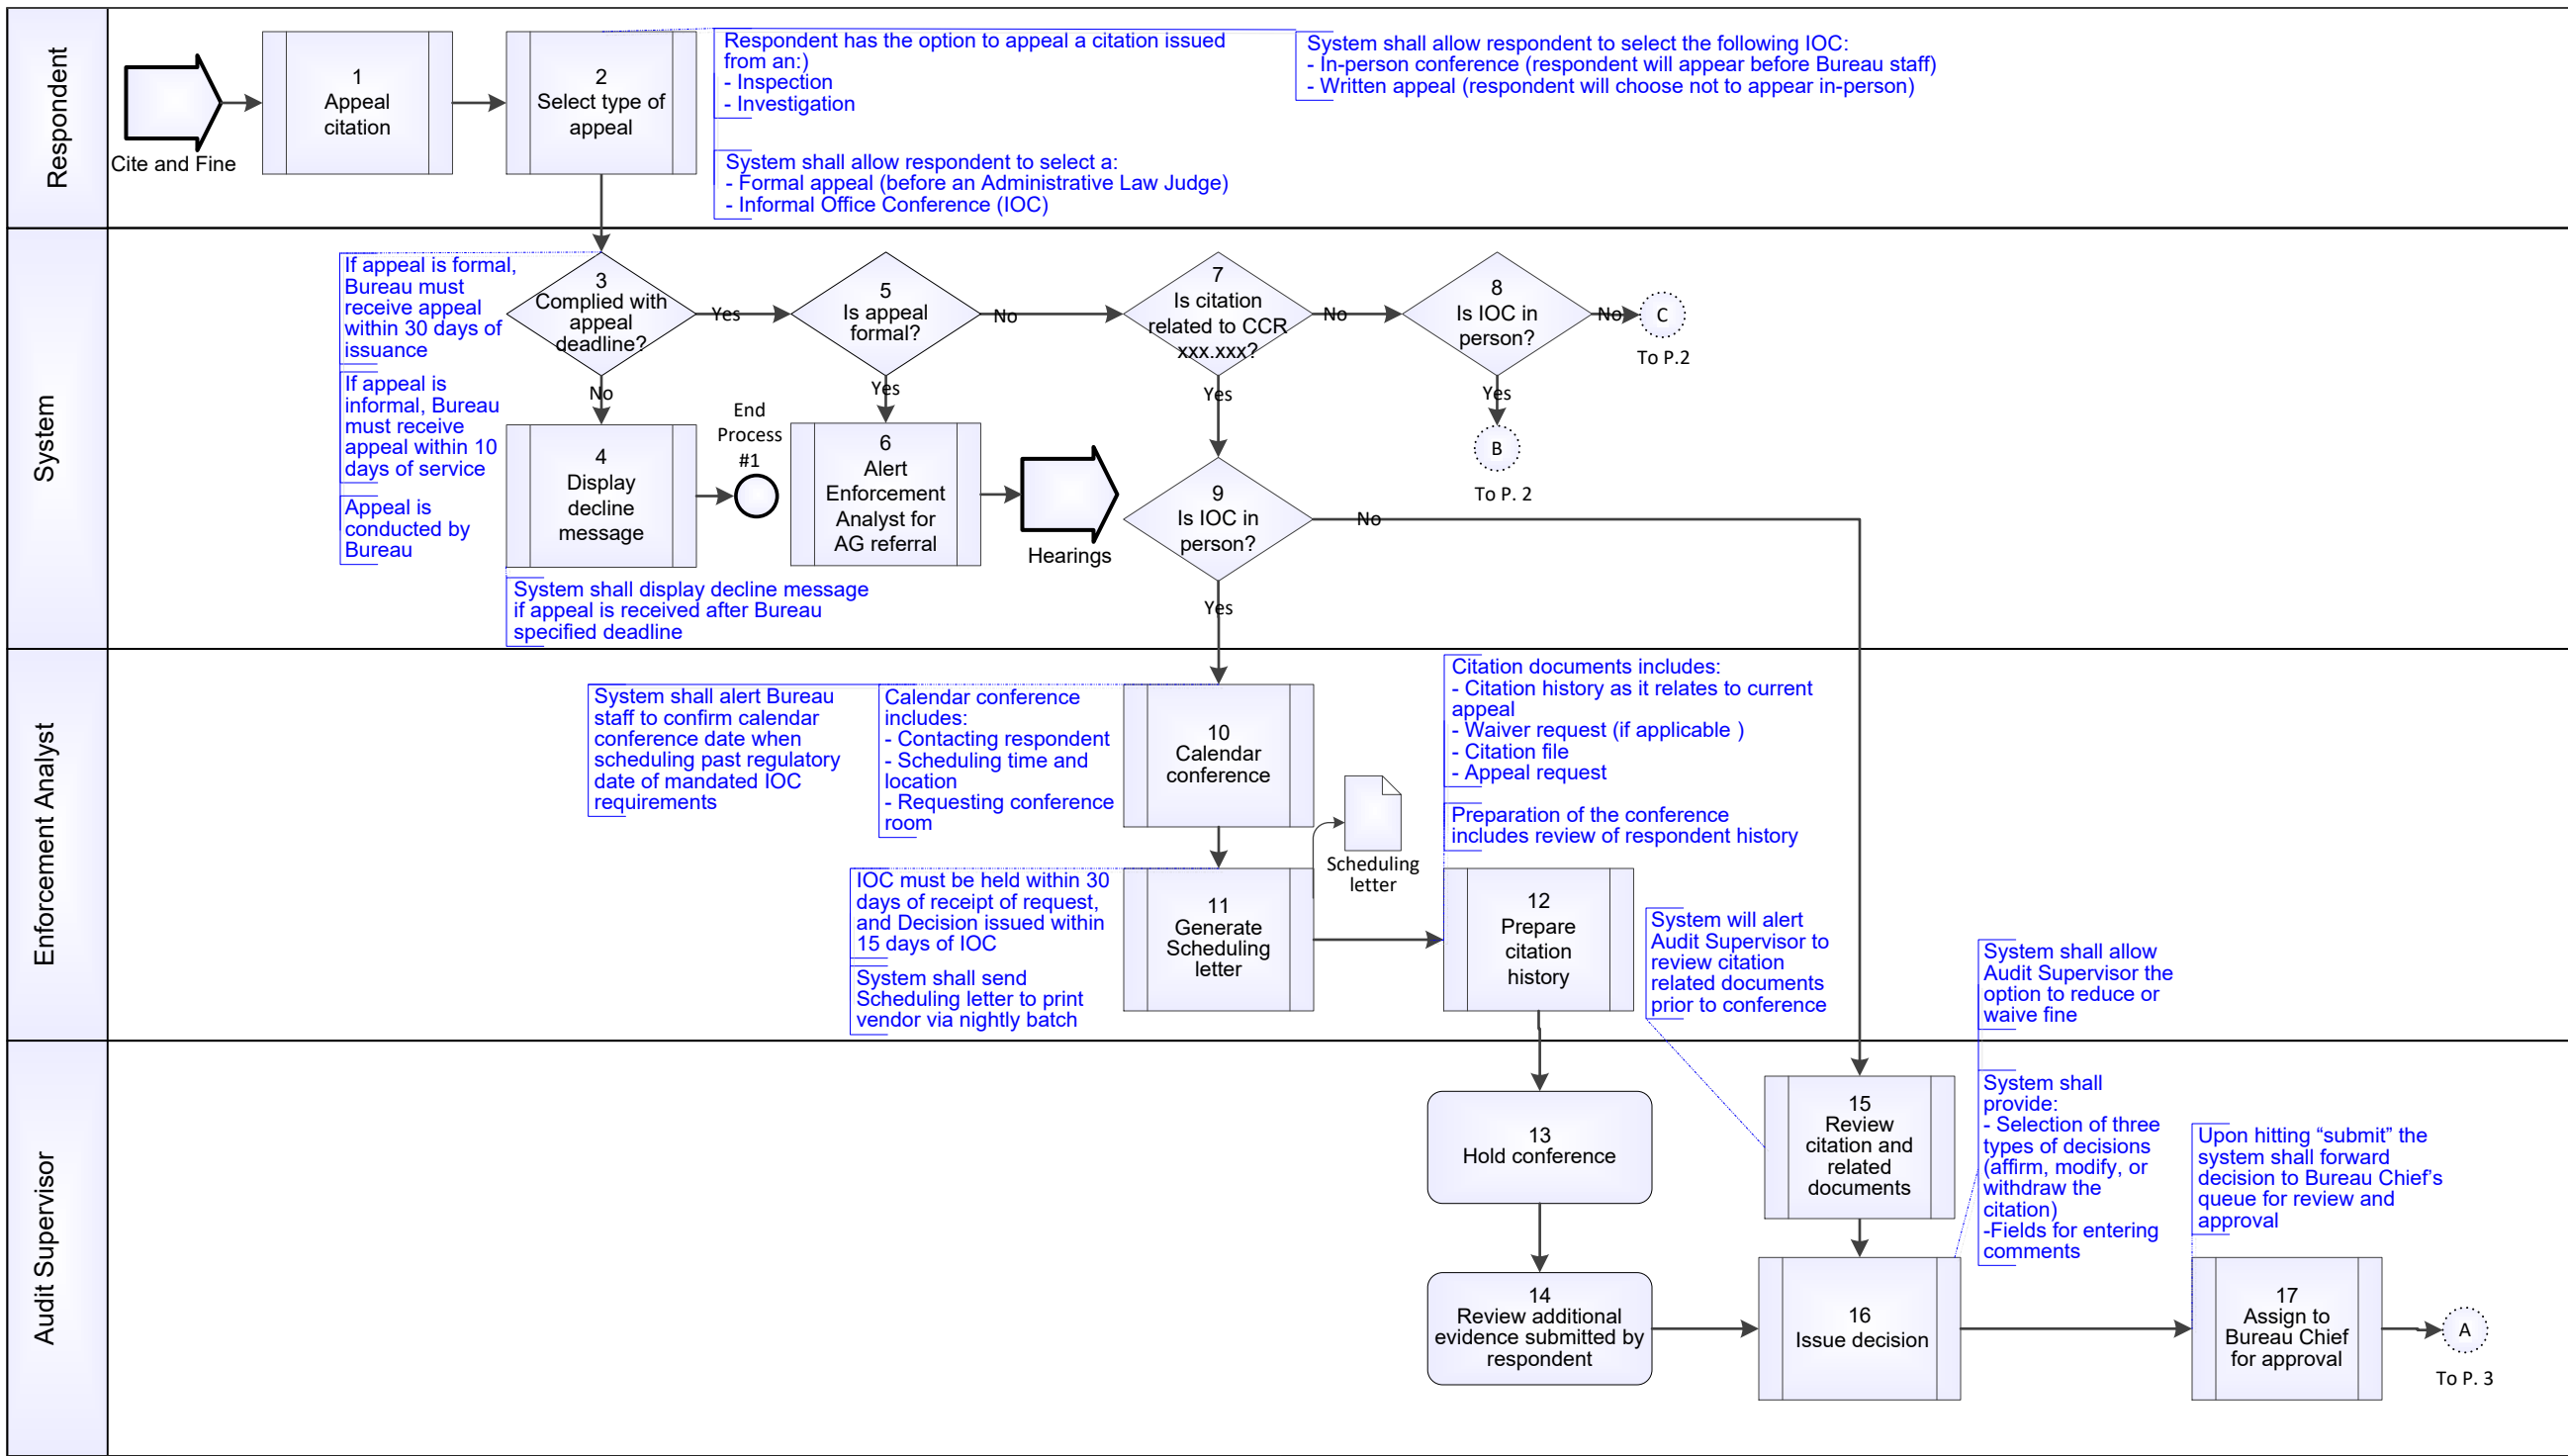 Respondent
Cite and Fine
1
Appeal
citation
2
Select type of
appeal
Respondent has the option to appeal a citation issued
from an:)
- Inspection
- Investigation
System shall allow respondent to select a:
- Formal appeal (before an Administrative Law Judge)
- Informal Office Conference (IOC)
System shall allow respondent to select the following IOC:
- In-person conference (respondent will appear before Bureau staff)
- Written appeal (respondent will choose not to appear in-person)
System
If appeal is formal,
Bureau must
receive appeal
within 30 days of
issuance
If appeal is
informal, Bureau
must receive
appeal within 10
days of service
Appeal is
conducted by
Bureau
3
Complied with
appeal
deadline?
Yes
No
4
Display
decline
message
End
Process
#1
System shall display decline message
if appeal is received after Bureau
specified deadline
5
Is appeal
formal?
No
Yes
6
Alert
Enforcement
Analyst for
AG referral
Hearings
7
Is citation
related to CCR
xxx.xxx?
No
Yes
8
Is IOC in
person?
No
C
To P.2
Yes
B
To P. 2
9
Is IOC in
person?
No
Yes
Enforcement Analyst
System shall alert Bureau
staff to confirm calendar
conference date when
scheduling past regulatory
date of mandated IOC
requirements
Calendar conference
includes:
- Contacting respondent
- Scheduling time and
location
- Requesting conference
room
10
Calendar
conference
IOC must be held within 30
days of receipt of request,
and Decision issued within
15 days of IOC
System shall send
Scheduling letter to print
vendor via nightly batch
11
Generate
Scheduling
letter
Scheduling
letter
Citation documents includes:
- Citation history as it relates to current
appeal
- Waiver request (if applicable )
- Citation file
- Appeal request
Preparation of the conference
includes review of respondent history
12
Prepare
citation
history
System will alert
Audit Supervisor to
review citation
related documents
prior to conference
System shall allow
Audit Supervisor the
option to reduce or
waive fine
Audit Supervisor
13
Hold conference
14
Review additional
evidence submitted by
respondent
15
Review
citation and
related
documents
16
Issue decision
System shall
provide:
- Selection of three
types of decisions
(affirm, modify, or
withdraw the
citation)
-Fields for entering
comments
Upon hitting “submit” the
system shall forward
decision to Bureau Chief’s
queue for review and
approval
17
Assign to
Bureau Chief
for approval
A
To P. 3